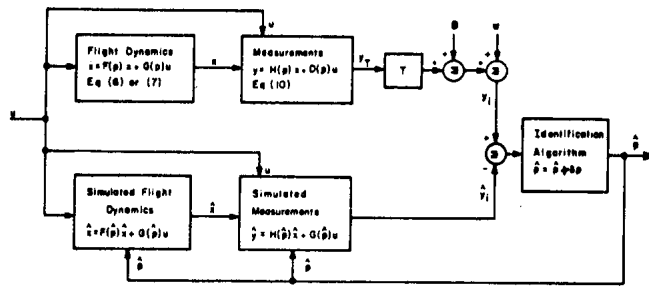 u
Flight Dynamics
ẋ=F(p)x+G(p)u
Eq (6) or (7)
x
u
Measurements
y=H(p)x+D(p)u
Eq (10)
y_T
T
B
+
+
Σ
w
+
+
Σ
y_i
+
Σ
-
ŷ_i
Identification
Algorithm
p̂ = p̂ + δp
p̂
Simulated Flight
Dynamics
x̂̇=F(p̂)x̂+G(p̂)u
x̂
u
Simulated
Measurements
ŷ = H(p̂)x̂+G(p̂)u
p̂
p̂